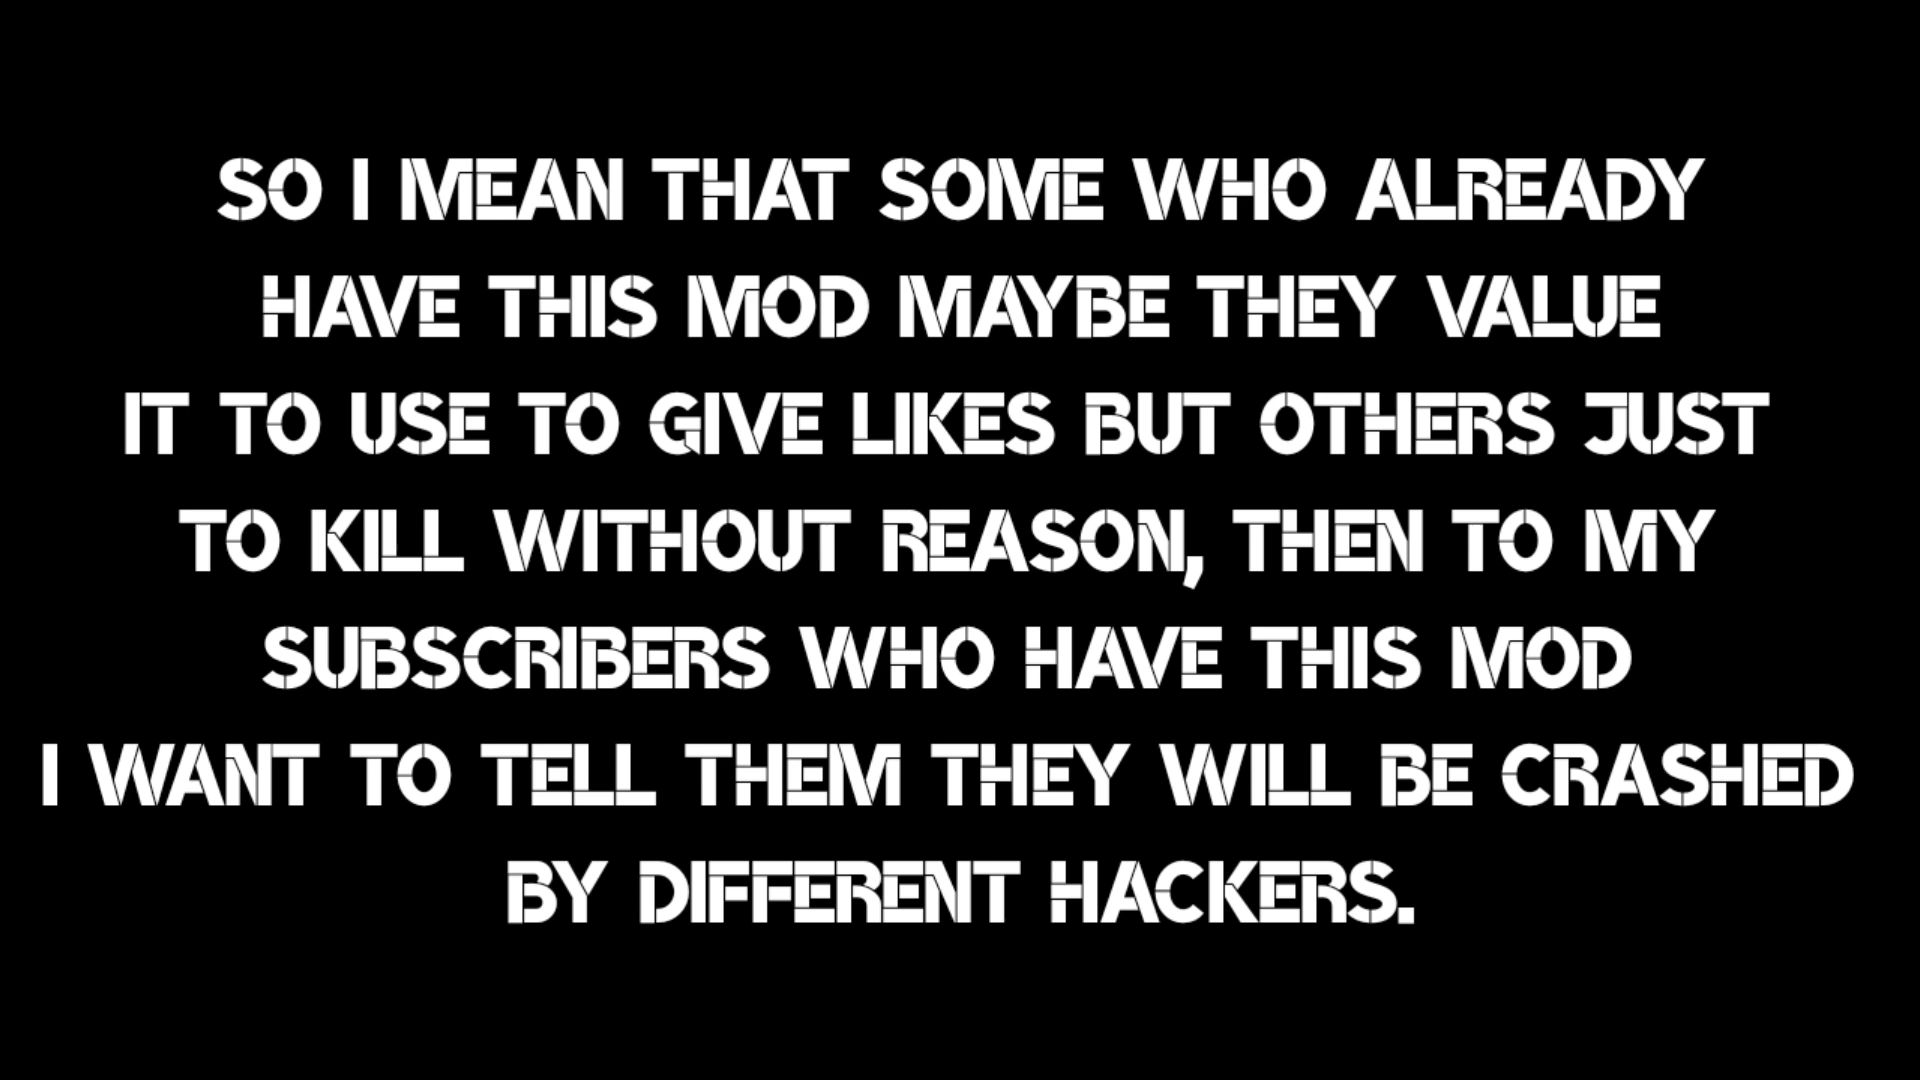 SO I MEAN THAT SOME WHO ALREADY
HAVE THIS MOD MAYBE THEY VALUE
IT TO USE TO GIVE LIKES BUT OTHERS JUST
TO KILL WITHOUT REASON, THEN TO MY
SUBSCRIBERS WHO HAVE THIS MOD
I WANT TO TELL THEM THEY WILL BE CRASHED
BY DIFFERENT HACKERS.